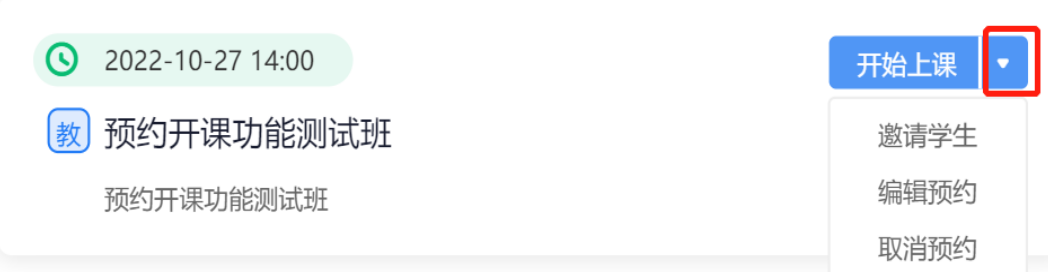 2022-10-27 14:00
开始上课
教 预约开课功能测试班
预约开课功能测试班
邀请学生
编辑预约
取消预约